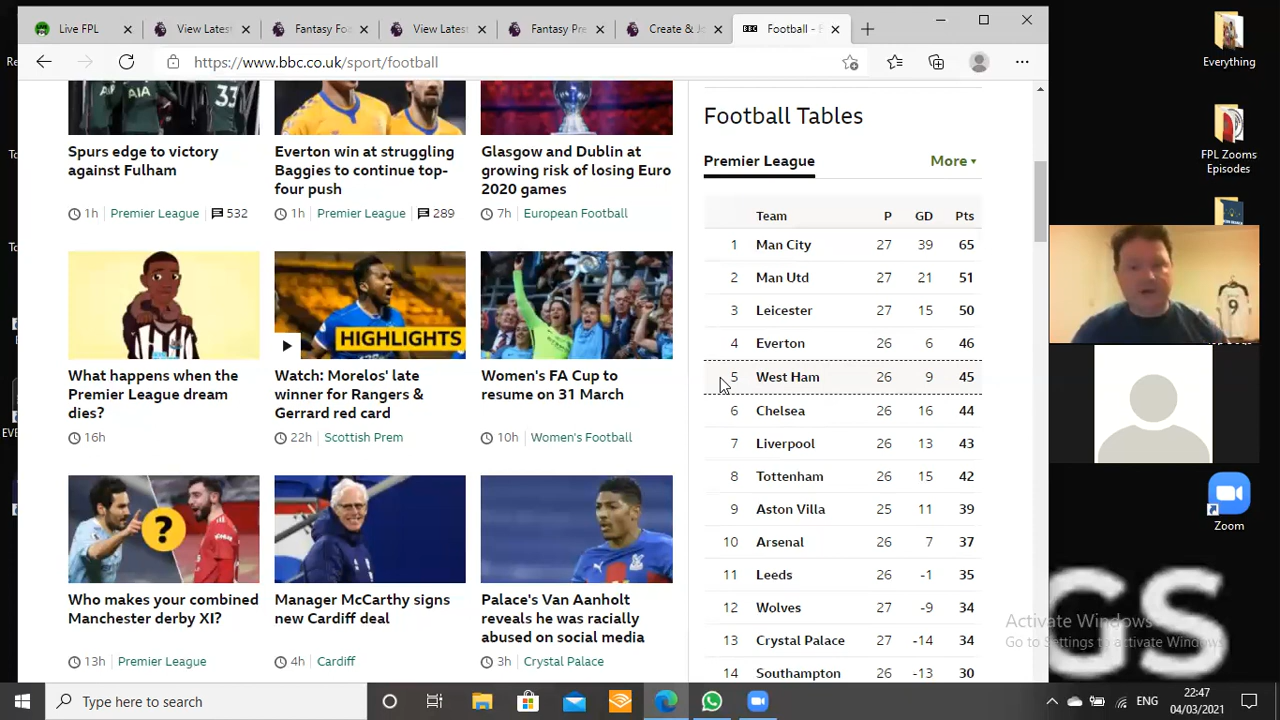 Live FPL
View Latest
Fantasy Foo
View Latest
Fantasy Pre
Create & Jo
BBC
Football - B
https://www.bbc.co.uk/sport/football
AIA
33
Spurs edge to victory
against Fulham
1h
Premier League
532
Everton win at struggling
Baggies to continue top-
four push
1h
Premier League
289
Glasgow and Dublin at
growing risk of losing Euro
2020 games
7h
European Football
What happens when the
Premier League dream
dies?
16h
HIGHLIGHTS
Watch: Morelos' late
winner for Rangers &
Gerrard red card
22h
Scottish Prem
Women's FA Cup to
resume on 31 March
10h
Women's Football
?
Who makes your combined
Manchester derby XI?
13h
Premier League
Manager McCarthy signs
new Cardiff deal
4h
Cardiff
Palace's Van Aanholt
reveals he was racially
abused on social media
3h
Crystal Palace
Football Tables
Premier League
More
Team P GD Pts
1 Man City 27 39 65
2 Man Utd 27 21 51
3 Leicester 27 15 50
4 Everton 26 6 46
5 West Ham 26 9 45
6 Chelsea 26 16 44
7 Liverpool 26 13 43
8 Tottenham 26 15 42
9 Aston Villa 25 11 39
10 Arsenal 26 7 37
11 Leeds 26 -1 35
12 Wolves 27 -9 34
13 Crystal Palace 27 -14 34
14 Southampton 26 -13 30
Everything
FPL Zooms
Episodes
9
Zoom
GS
Activate Windows
Go to Settings to activate Windows.
Type here to search
ENG
22:47
04/03/2021